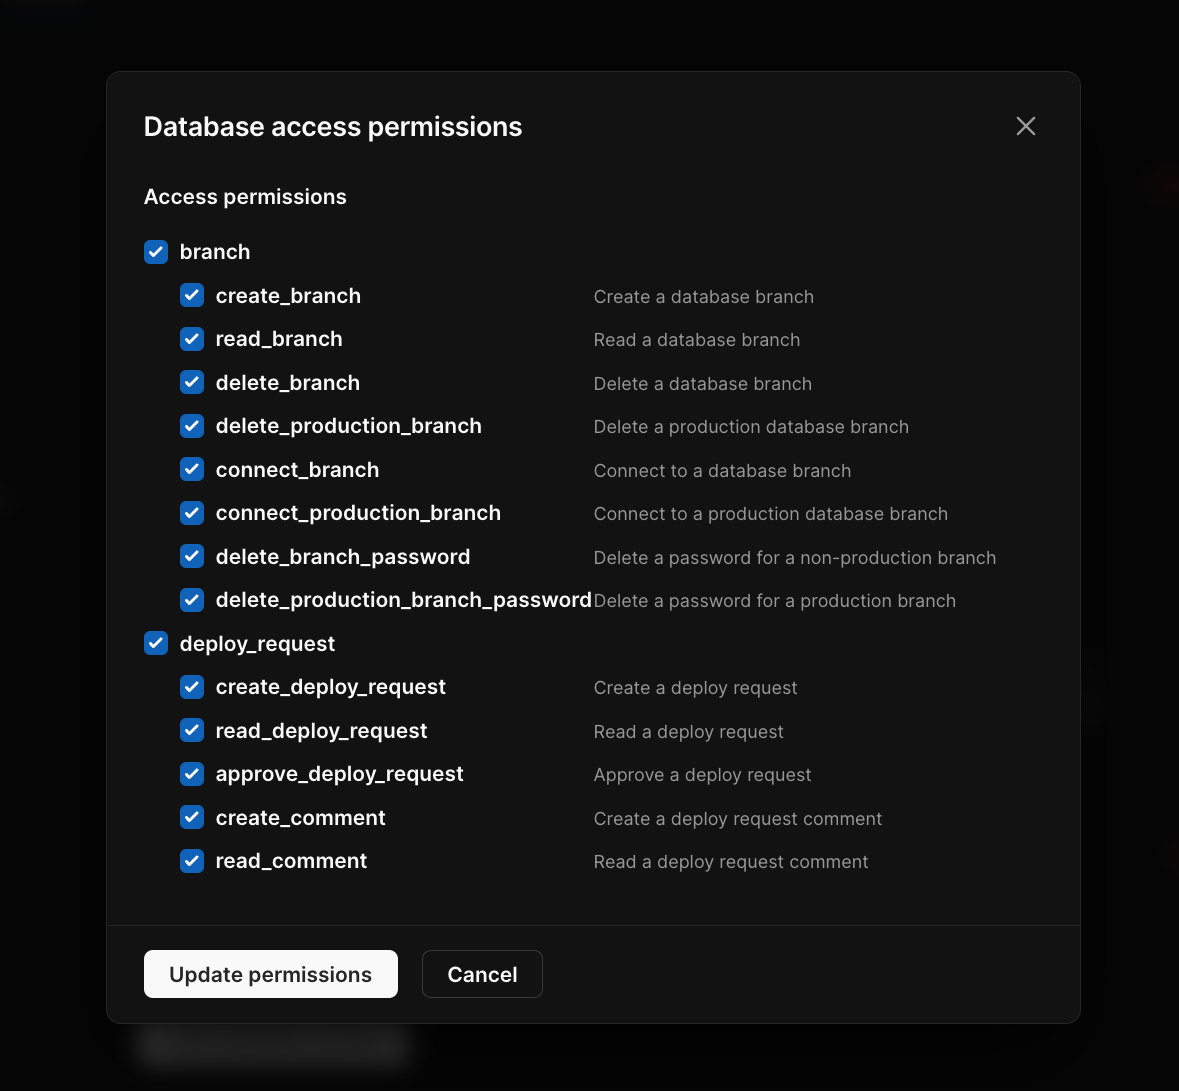 Database access permissions
Access permissions
branch
create_branch Create a database branch
read_branch Read a database branch
delete_branch Delete a database branch
delete_production_branch Delete a production database branch
connect_branch Connect to a database branch
connect_production_branch Connect to a production database branch
delete_branch_password Delete a password for a non-production branch
delete_production_branch_password Delete a password for a production branch
deploy_request
create_deploy_request Create a deploy request
read_deploy_request Read a deploy request
approve_deploy_request Approve a deploy request
create_comment Create a deploy request comment
read_comment Read a deploy request comment
Update permissions Cancel